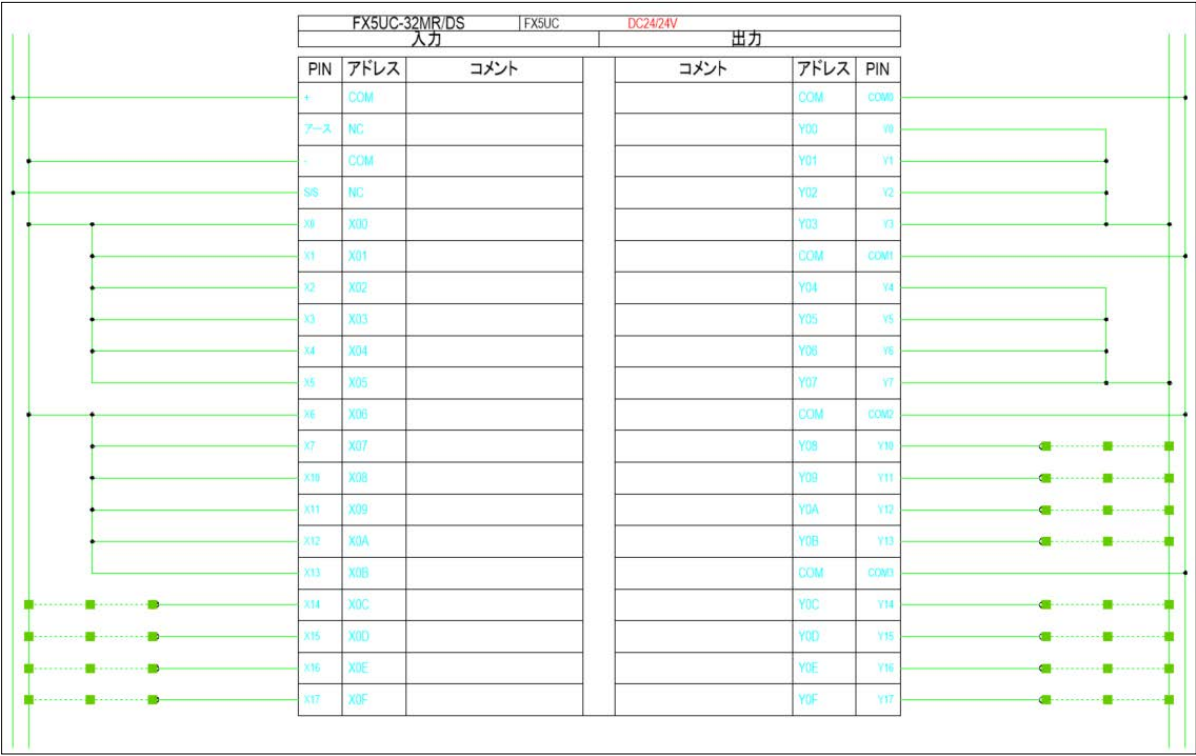 FX5UC-32MR/DS FX5UC DC24/24V
入力 出力
PIN アドレス コメント コメント アドレス PIN
+ COM COM COM0
アース NC Y00 Y0
- COM Y01 Y1
S/S NC Y02 Y2
X0 X00 Y03 Y3
X1 X01 COM COM1
X2 X02 Y04 Y4
X3 X03 Y05 Y5
X4 X04 Y06 Y6
X5 X05 Y07 Y7
X6 X06 COM COM2
X7 X07 Y08 Y10
X10 X08 Y09 Y11
X11 X09 Y0A Y12
X12 X0A Y0B Y13
X13 X0B COM COM3
X14 X0C Y0C Y14
X15 X0D Y0D Y15
X16 X0E Y0E Y16
X17 X0F Y0F Y17